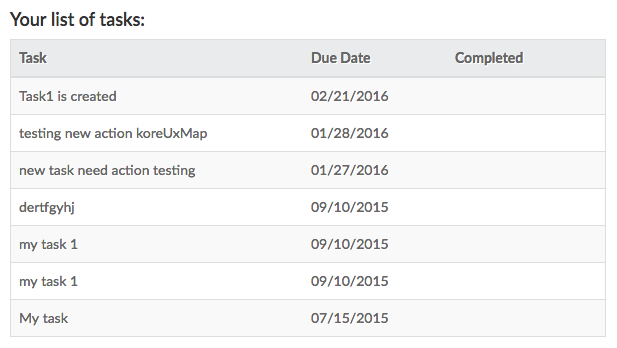 Your list of tasks:
Task Due Date Completed
Task1 is created 02/21/2016
testing new action koreUxMap 01/28/2016
new task need action testing 01/27/2016
dertfgyhj 09/10/2015
my task 1 09/10/2015
my task 1 09/10/2015
My task 07/15/2015